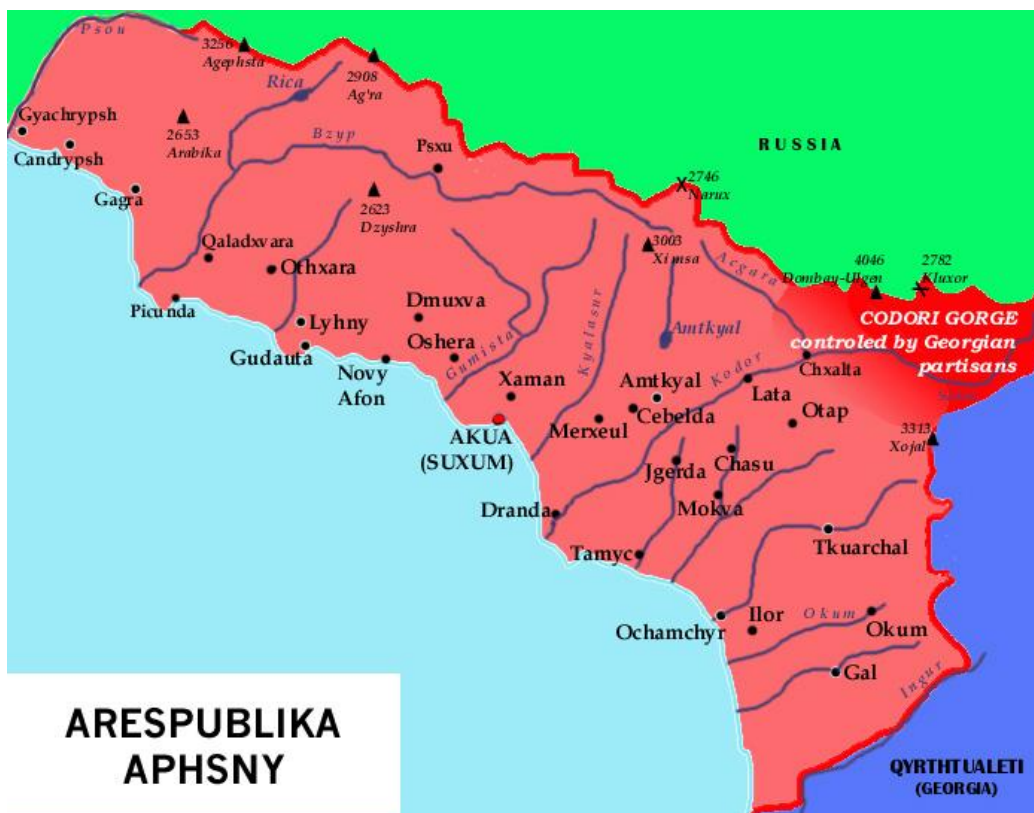 Psou
3256
Agephsta
2908
Ag'ra
Rica
Gyachrypsh
2653
Arabika
Candrypsh
Bzyp
Psxu
RUSSIA
Gagra
2623
Dzyshra
2746
Narux
Qaladxvara
Othxara
3003
Ximsa
Acgara
4046
Dombay-Ulgen
2782
Kluxor
Picunda
Lyhny
Gudauta
Dmuxva
Oshera
Novy
Afon
Gumista
Kyalasur
Amtkyal
CODORI GORGE
controled by Georgian
partisans
Chxalta
Kodor
Xaman
Amtkyal
Lata
Cebelda
Merxeul
Otap
AKUA
(SUXUM)
3313
Xojal
Jgerda
Chasu
Mokva
Dranda
Tkuarchal
Tamyc
Ochamchyr
Ilor
Okum
Okum
Gal
Ingur
ARESPUBLIKA
APHSNY
QYRTHTUALETI
(GEORGIA)